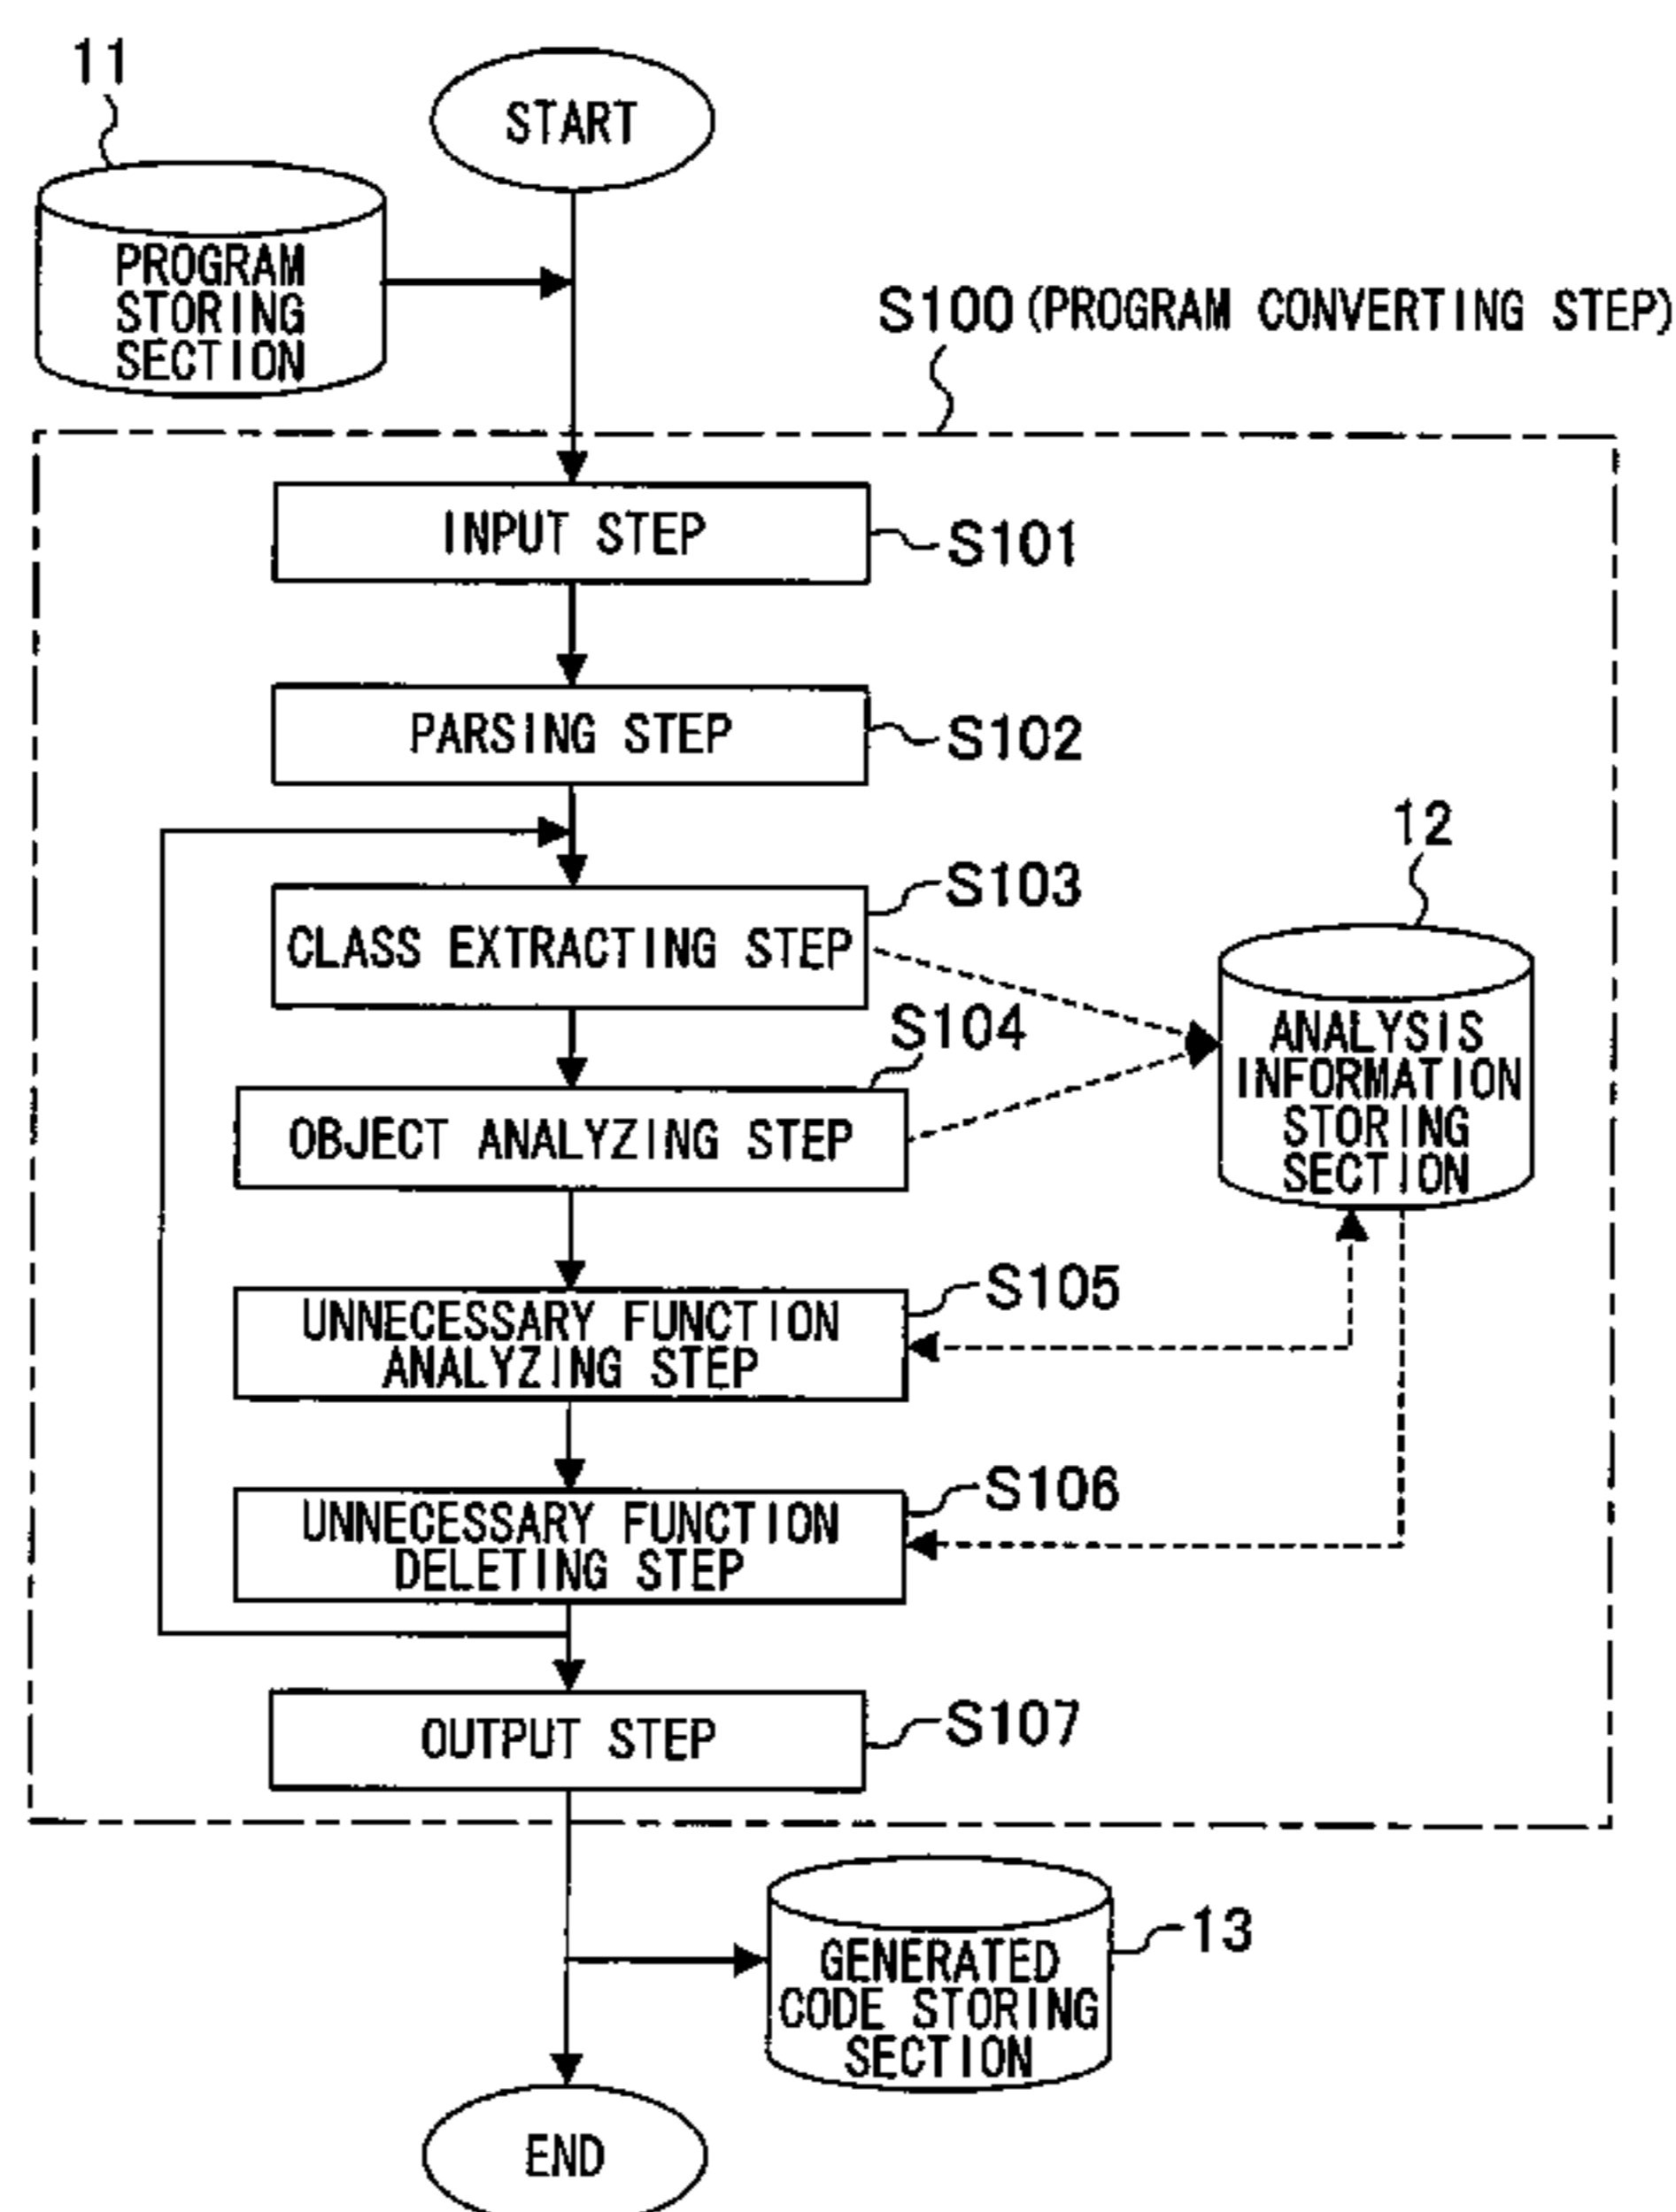 11
START
PROGRAM
STORING
SECTION
S100 (PROGRAM CONVERTING STEP)
INPUT STEP
S101
PARSING STEP
S102
12
S103
CLASS EXTRACTING STEP
S104
ANALYSIS
INFORMATION
STORING
SECTION
OBJECT ANALYZING STEP
S105
UNNECESSARY FUNCTION
ANALYZING STEP
S106
UNNECESSARY FUNCTION
DELETING STEP
S107
OUTPUT STEP
13
GENERATED
CODE STORING
SECTION
END